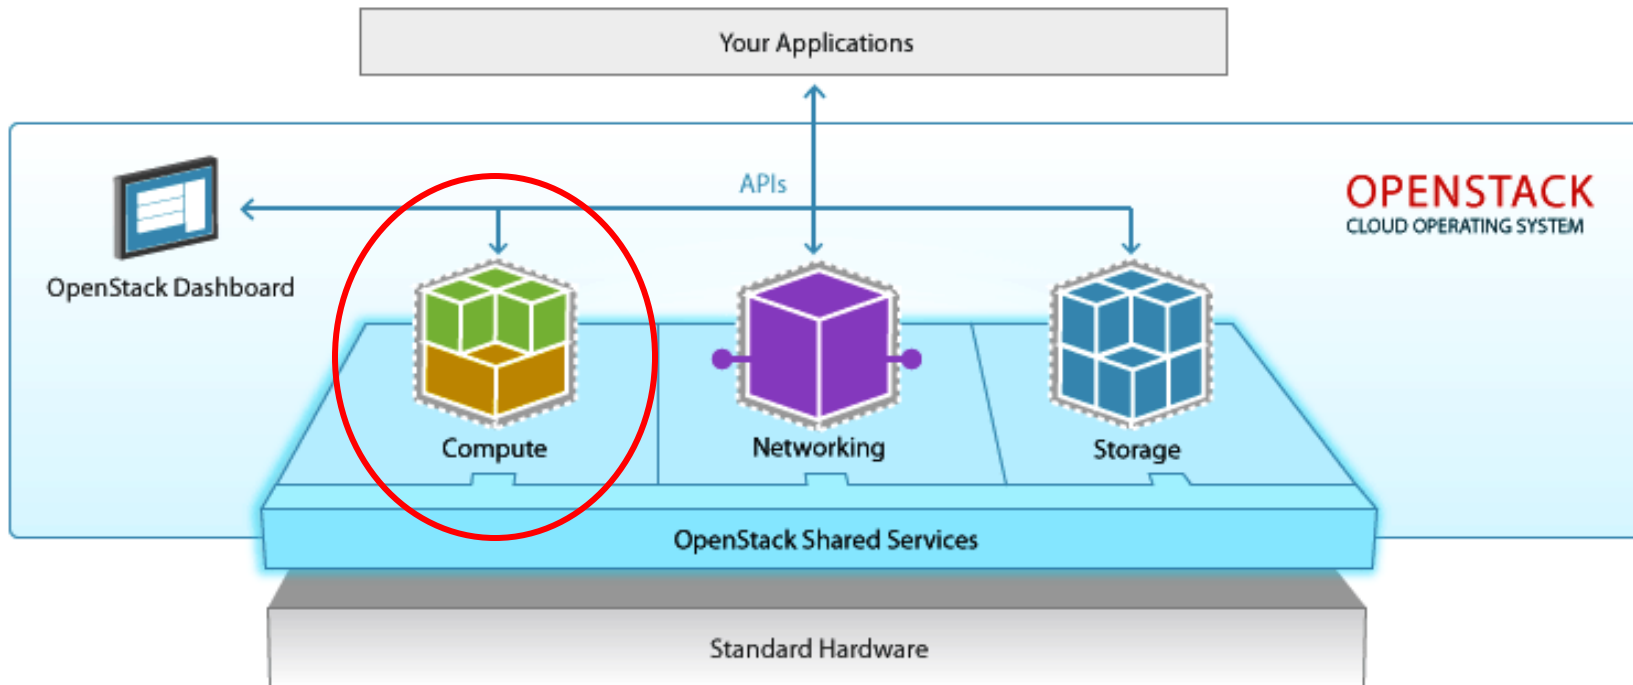 Your Applications
APIs
OPENSTACK
CLOUD OPERATING SYSTEM
OpenStack Dashboard
Compute
Networking
Storage
OpenStack Shared Services
Standard Hardware